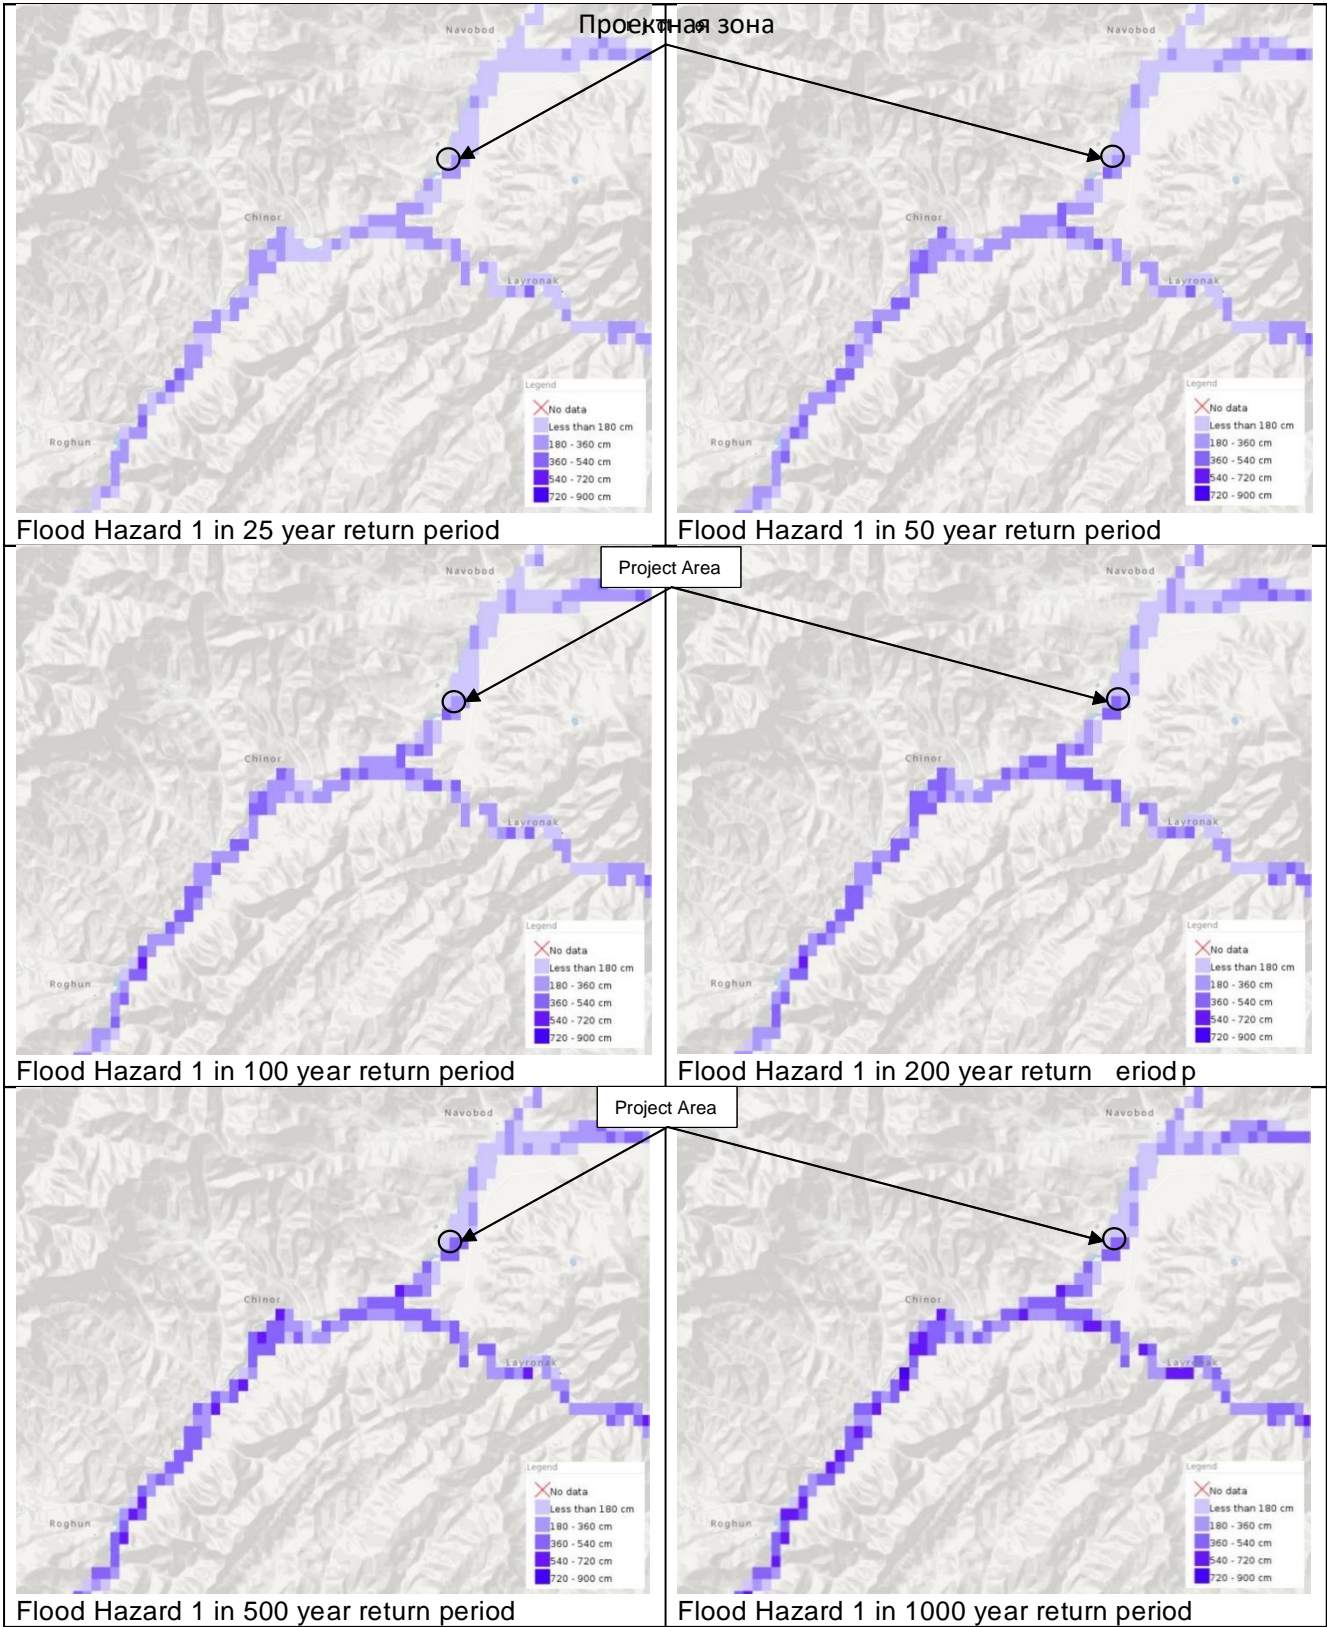 Проектная зона
Navobod
Chinor
Layronak
Roghun
Legend
No data
Less than 180 cm
180 - 360 cm
360 - 540 cm
540 - 720 cm
720 - 900 cm
Flood Hazard 1 in 25 year return period
Navobod
Chinor
Layronak
Roghun
Legend
No data
Less than 180 cm
180 - 360 cm
360 - 540 cm
540 - 720 cm
720 - 900 cm
Flood Hazard 1 in 50 year return period
Project Area
Navobod
Chinor
Layronak
Roghun
Legend
No data
Less than 180 cm
180 - 360 cm
360 - 540 cm
540 - 720 cm
720 - 900 cm
Flood Hazard 1 in 100 year return period
Navobod
Chinor
Layronak
Roghun
Legend
No data
Less than 180 cm
180 - 360 cm
360 - 540 cm
540 - 720 cm
720 - 900 cm
Flood Hazard 1 in 200 year return eriod p
Project Area
Navobod
Chinor
Layronak
Roghun
Legend
No data
Less than 180 cm
180 - 360 cm
360 - 540 cm
540 - 720 cm
720 - 900 cm
Flood Hazard 1 in 500 year return period
Navobod
Chinor
Layronak
Roghun
Legend
No data
Less than 180 cm
180 - 360 cm
360 - 540 cm
540 - 720 cm
720 - 900 cm
Flood Hazard 1 in 1000 year return period